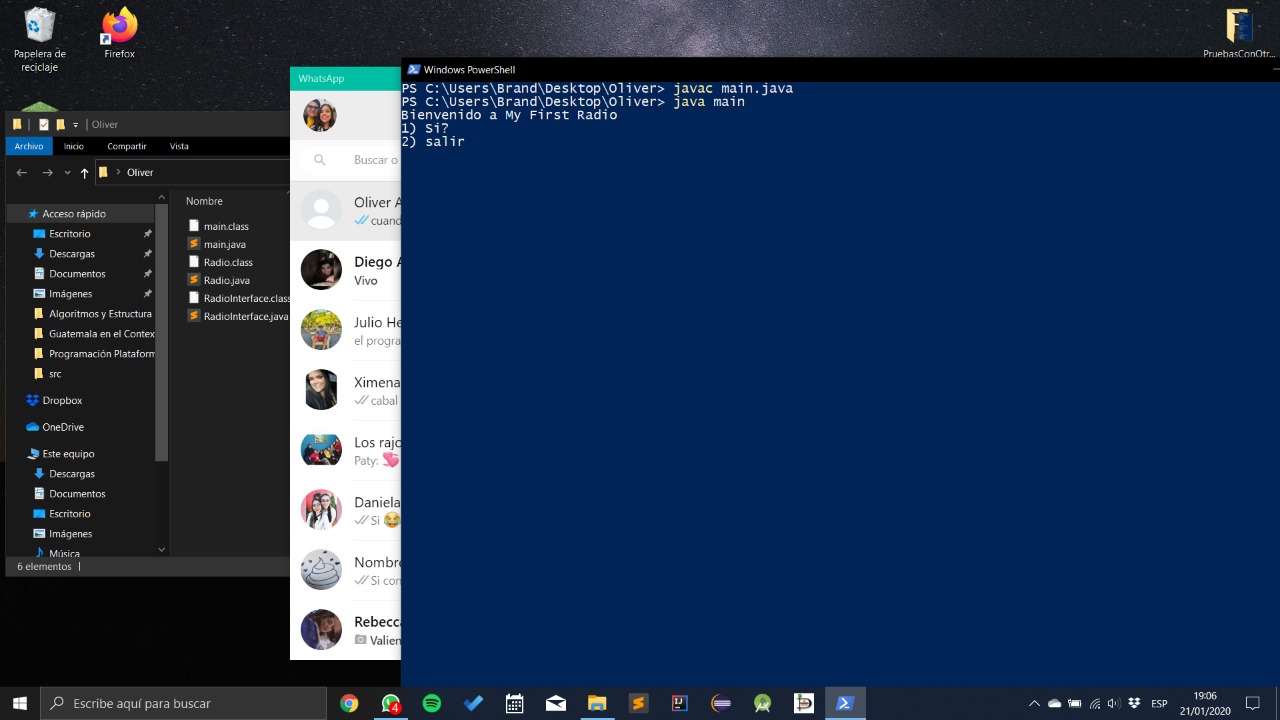 Papelera de
reciclaje
Firefox
PruebasConOtr...
WhatsApp
Windows PowerShell
PS C:\Users\Brand\Desktop\Oliver> javac main.java
PS C:\Users\Brand\Desktop\Oliver> java main
Bienvenido a My First Radio
1) Si?
2) salir
Oliver
Archivo Inicio Compartir Vista
Oliver
Nombre
Acceso rápido
Escritorio
Descargas
Documentos
Imágenes
Algoritmos y Estructura
Guatemala en el Contex
Programación Plataform
src
Dropbox
OneDrive
Este equipo
Descargas
Documentos
Escritorio
Imágenes
Música
main.class
main.java
Radio.class
Radio.java
RadioInterface.class
RadioInterface.java
6 elementos
Buscar o
Oliver A
cuand
Diego A
Vivo
Julio He
el progra
Ximena
cabal
Los rajo
Paty:
Daniela
Si
Nombre
Si con
Rebecca
Valien
Escribe aquí para buscar
4
ESP
19:06
21/01/2020